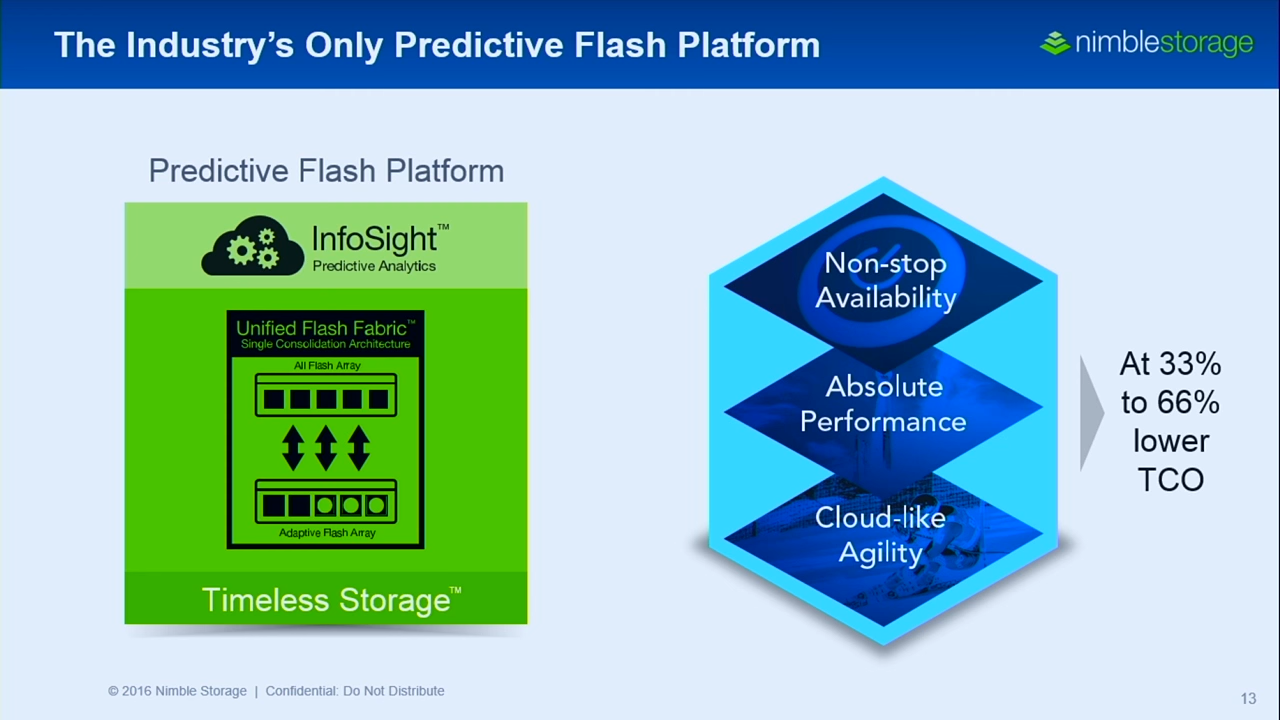 The Industry’s Only Predictive Flash Platform
nimblestorage
Predictive Flash Platform
InfoSight™
Predictive Analytics
Unified Flash Fabric™
Single Consolidation Architecture
All Flash Array
Adaptive Flash Array
Timeless Storage™
Non-stop
Availability
Absolute
Performance
Cloud-like
Agility
At 33%
to 66%
lower
TCO
© 2016 Nimble Storage | Confidential: Do Not Distribute
13